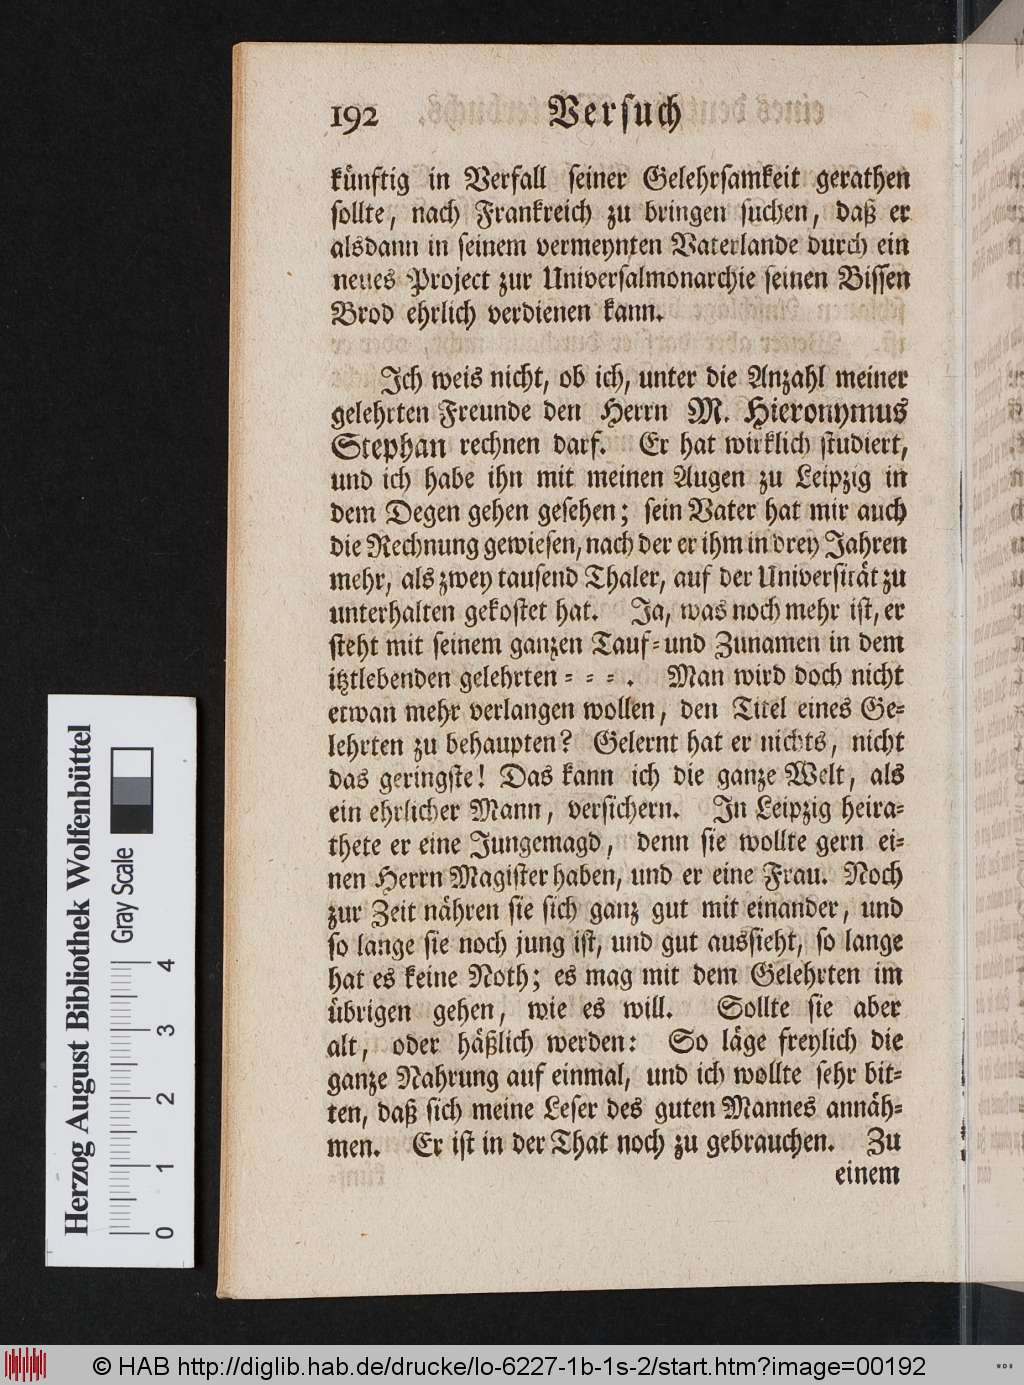 192 Versuch
künftig in Verfall seiner Gelehrsamkeit gerathen
sollte, nach Frankreich zu bringen suchen, daß er
alsdann in seinem vermeynten Vaterlande durch ein
neues Project zur Universalmonarchie seinen Bissen
Brod ehrlich verdienen kann.
Ich weis nicht, ob ich, unter die Anzahl meiner
gelehrten Freunde den Herrn M. Hieronymus
Stephan rechnen darf. Er hat wirklich studiert,
und ich habe ihn mit meinen Augen zu Leipzig in
dem Degen gehen gesehen; sein Vater hat mir auch
die Rechnung gewiesen, nach der er ihm in drey Jahren
mehr, als zwey tausend Thaler, auf der Universität zu
unterhalten gekostet hat. Ja, was noch mehr ist, er
steht mit seinem ganzen Tauf- und Zunamen in dem
itztlebenden gelehrten - - - . Man wird doch nicht
etwan mehr verlangen wollen, den Titel eines Ge-
lehrten zu behaupten? Gelernt hat er nichts, nicht
das geringste! Das kann ich die ganze Welt, als
ein ehrlicher Mann, versichern. In Leipzig heira-
thete er eine Jungemagd, denn sie wollte gern ei-
nen Herrn Magister haben, und er eine Frau. Noch
zur Zeit nähren sie sich ganz gut mit einander, und
so lange sie noch jung ist, und gut aussieht, so lange
hat es keine Noth; es mag mit dem Gelehrten im
übrigen gehen, wie es will. Sollte sie aber
alt, oder häßlich werden: So läge freylich die
ganze Nahrung auf einmal, und ich wollte sehr bit-
ten, daß sich meine Leser des guten Mannes annäh-
men. Er ist in der That noch zu gebrauchen. Zu
einem
Herzog August Bibliothek Wolfenbüttel
Gray Scale
0 1 2 3 4
© HAB http://diglib.hab.de/drucke/lo-6227-1b-1s-2/start.htm?image=00192